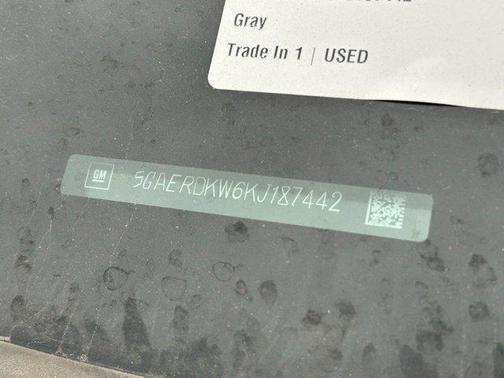 Gray
Trade In 1 | USED
GM
5GAERDKW6KJ187442